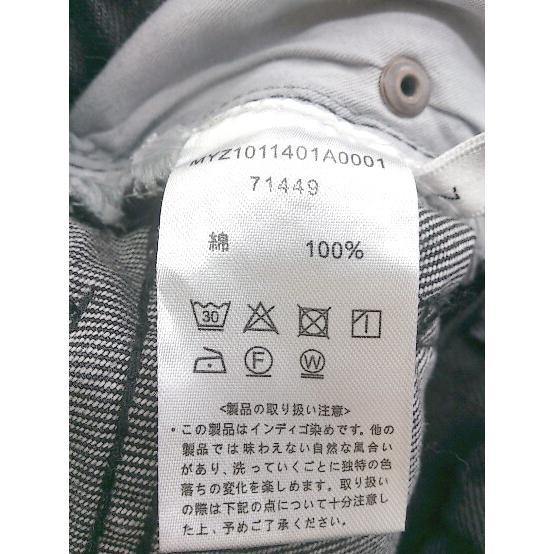 MYZ1011401A0001
71449
綿 100%
30
F W
<製品の取り扱い注意>
・この製品はインディゴ染めです。他の
製品では味わえない自然な風合い
があり、洗っていくごとに独特の色
落ちの変化を楽しめます。取り扱い
の際は下記の点について十分注意し
た上、予めご了承ください。